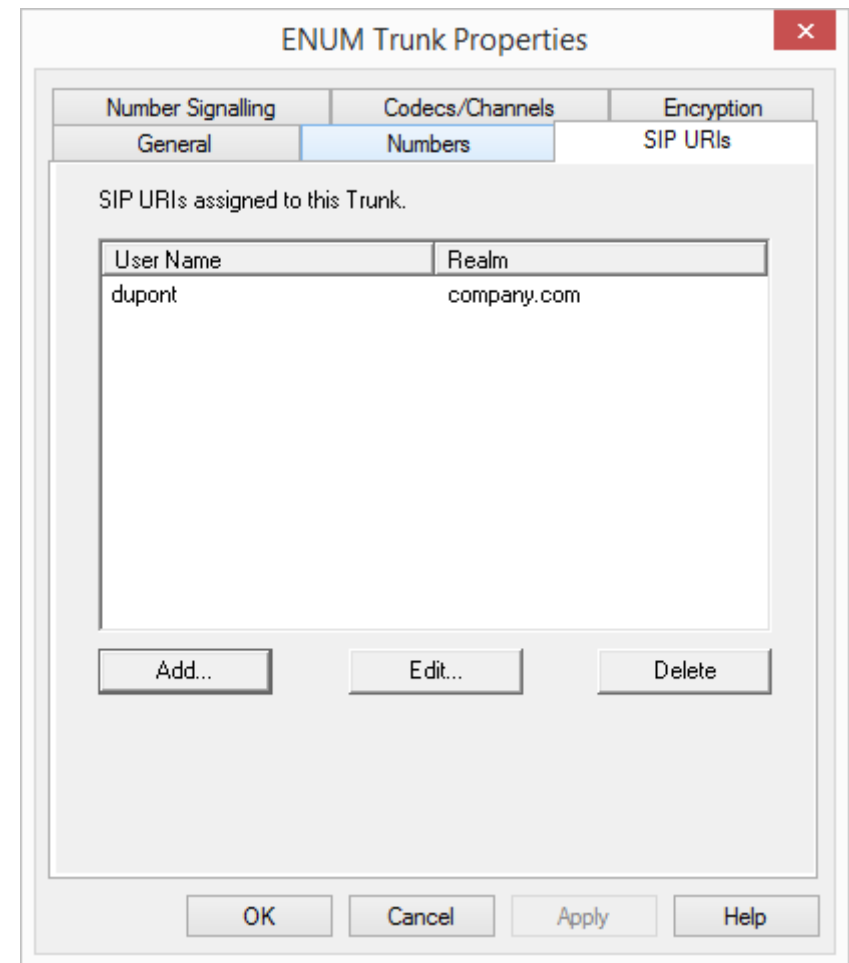 ENUM Trunk Properties
Number Signalling Codecs/Channels Encryption
General Numbers SIP URIs
SIP URIs assigned to this Trunk.
User Name Realm
dupont company.com
Add... Edit... Delete
OK Cancel Apply Help